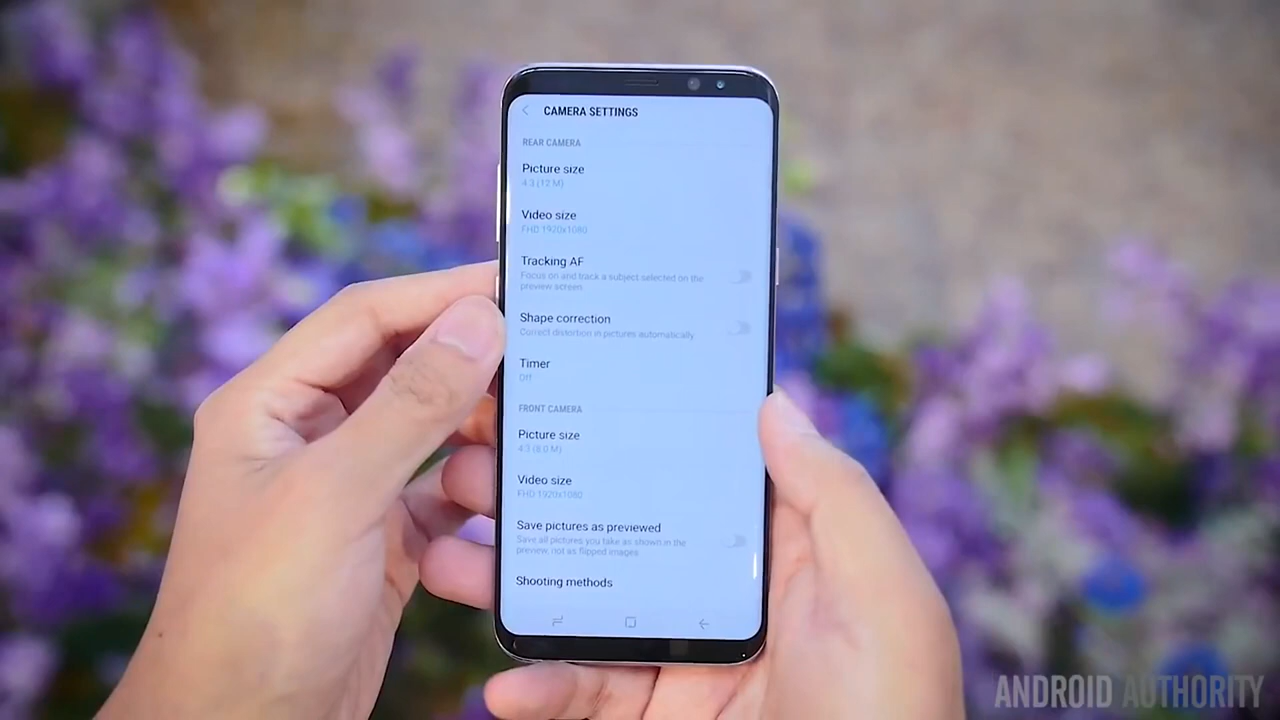 CAMERA SETTINGS
REAR CAMERA
Picture size
4:3 (12 M)
Video size
FHD 1920x1080
Tracking AF
Focus on and track a subject selected on the
preview screen.
Shape correction
Correct distortion in pictures automatically.
Timer
Off
FRONT CAMERA
Picture size
4:3 (8.0 M)
Video size
FHD 1920x1080
Save pictures as previewed
Save all pictures you take as shown in the
preview, not as flipped images.
Shooting methods
ANDROID AUTHORITY